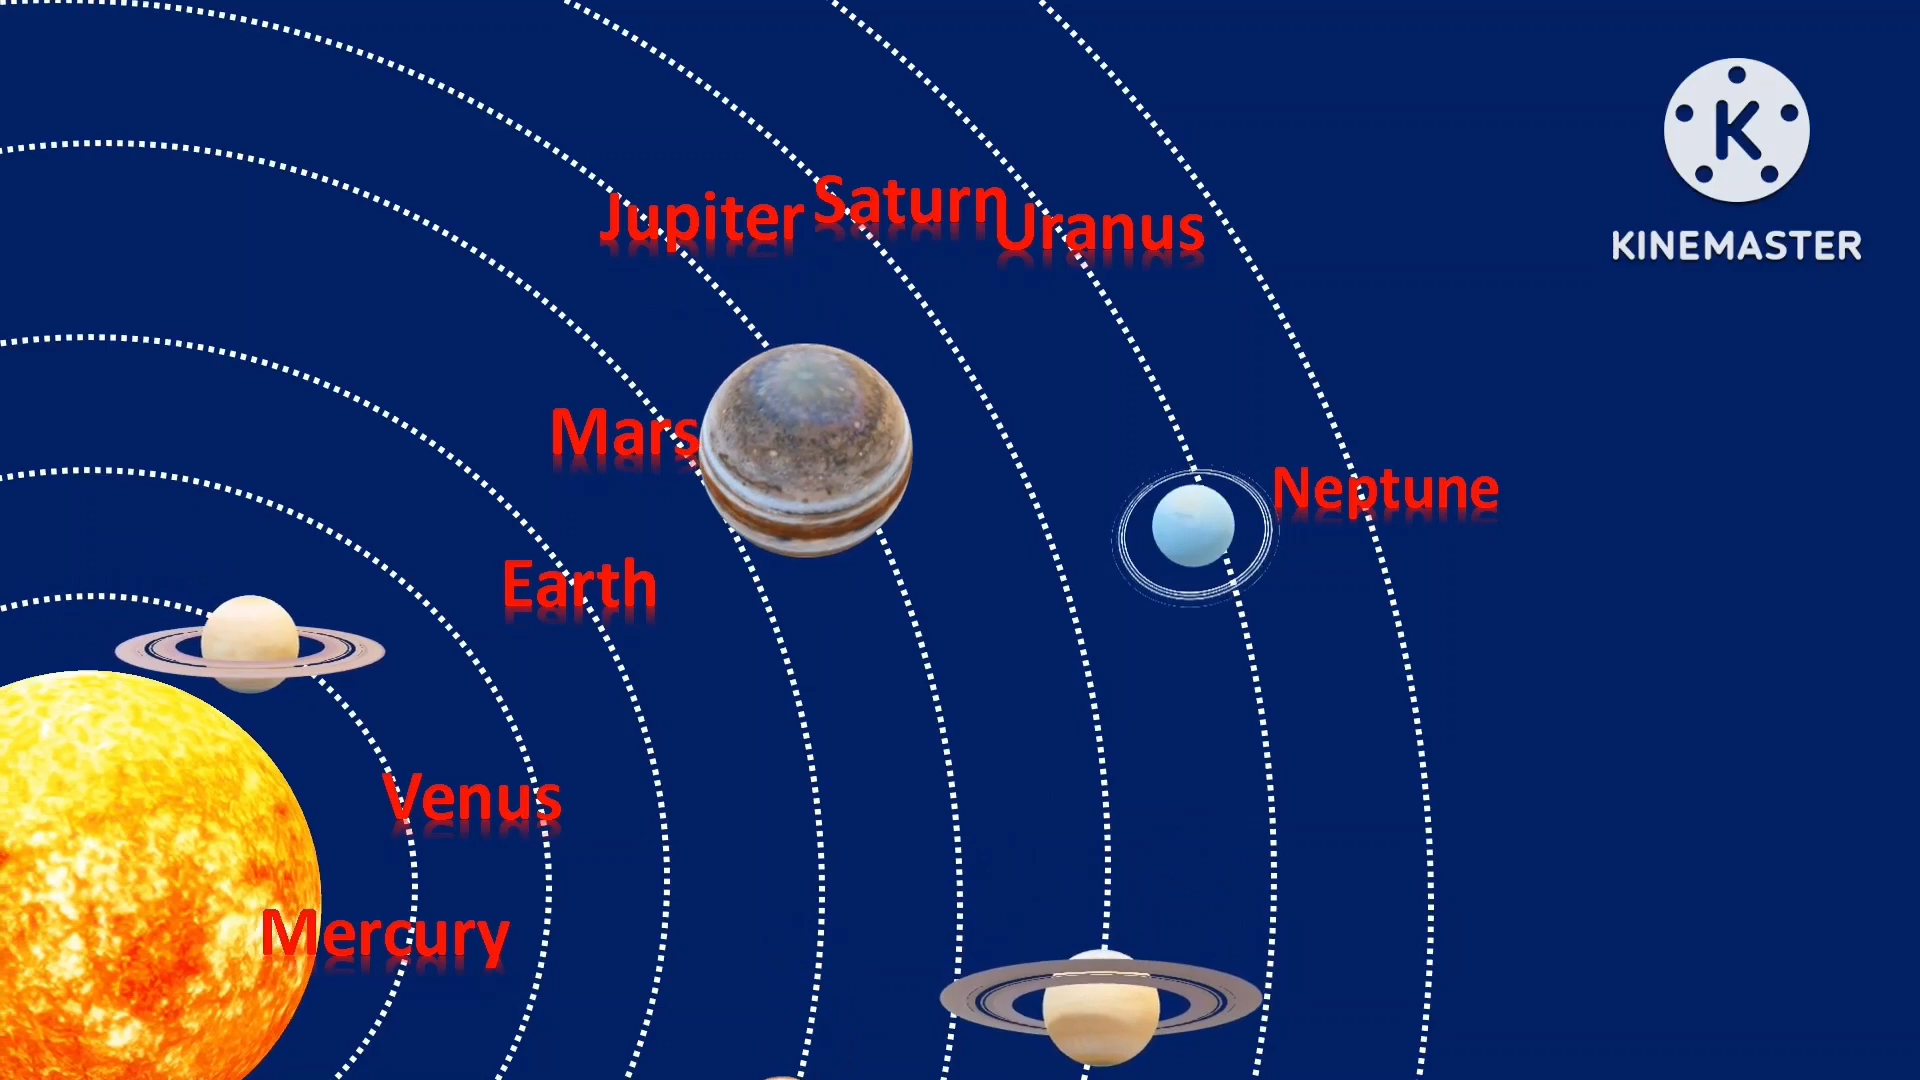 Jupiter
Saturn
Uranus
K
KINEMASTER
Mars
Neptune
Earth
Venus
Mercury